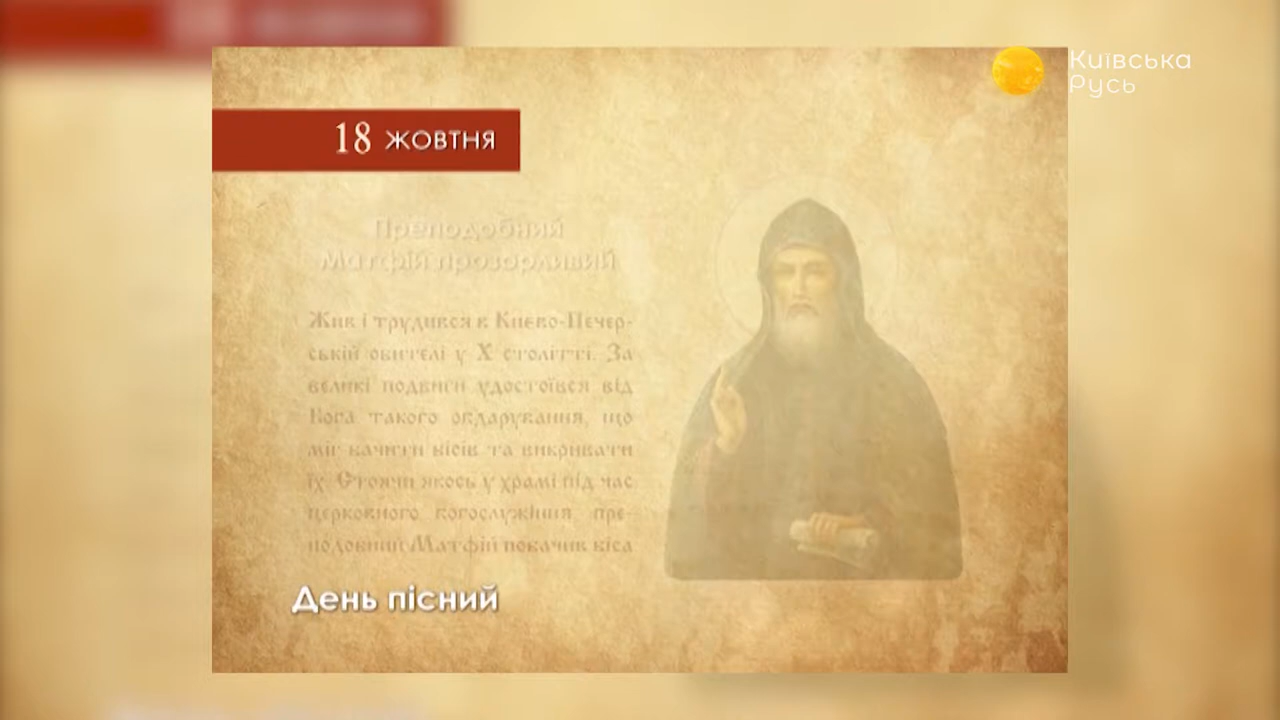 Київська
Русь
18 ЖОВТНЯ
Преподобний
Матфій прозорливий
Жив і трудився в Києво-Печер-
ській обителі у X столітті. За
великі подвиги удостоївся від
Бога такого обдарування, що
міг бачити бісів та викривати
їх. Стоячи якось у храмі під час
церковного богослужіння, пре-
подобний Матфій побачив біса
День пісний